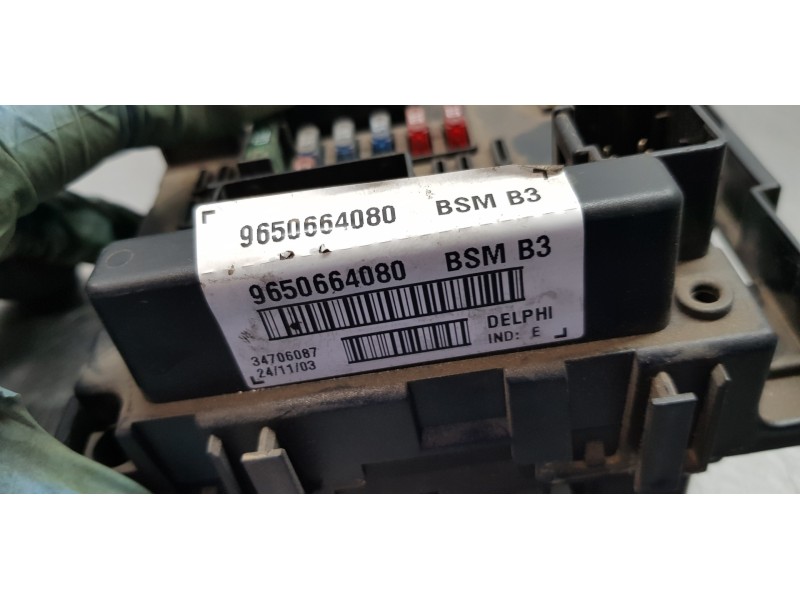 9650664080 BSM B3
9650664080 BSM B3
34706087 DELPHI
24/11/03 IND: E